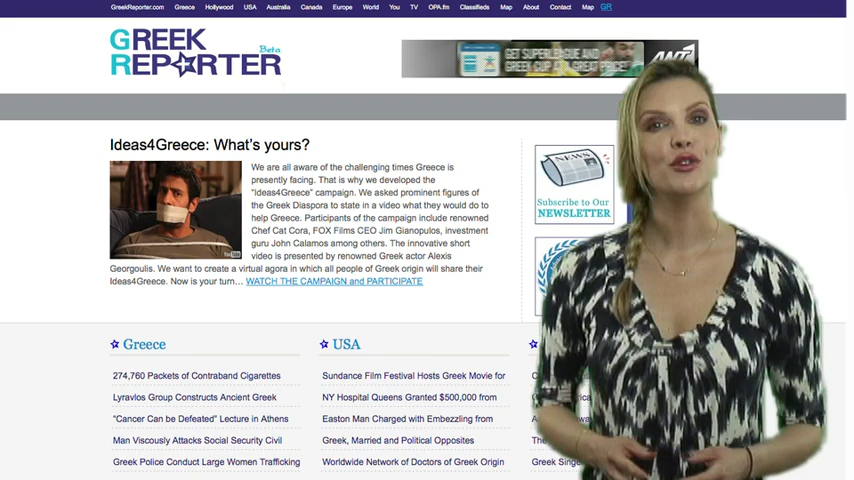 GreekReporter.com Greece Hollywood USA Australia Canada Europe World You TV OPA.fm Classifieds Map About Contact Map GR
GREEK
Beta
REPORTER
GET SUPERLEAGUE AND
GREEK CUP AT A GREAT PRICE
ANT1
Ideas4Greece: What's yours?
We are all aware of the challenging times Greece is
presently facing. That is why we developed the
"Ideas4Greece" campaign. We asked prominent figures of
the Greek Diaspora to state in a video what they would do to
help Greece. Participants of the campaign include renowned
Chef Cat Cora, FOX Films CEO Jim Gianopulos, investment
guru John Calamos among others. The innovative short
video is presented by renowned Greek actor Alexis
Georgoulis. We want to create a virtual agora in which all people of Greek origin will share their
Ideas4Greece. Now is your turn… WATCH THE CAMPAIGN and PARTICIPATE
NEWS
Subscribe to Our
NEWSLETTER
Greece
274,760 Packets of Contraband Cigarettes
Lyravlos Group Constructs Ancient Greek
"Cancer Can be Defeated" Lecture in Athens
Man Viscously Attacks Social Security Civil
Greek Police Conduct Large Women Trafficking
USA
Sundance Film Festival Hosts Greek Movie for
NY Hospital Queens Granted $500,000 from
Easton Man Charged with Embezzling from
Greek, Married and Political Opposites
Worldwide Network of Doctors of Greek Origin
The
Greek Singe